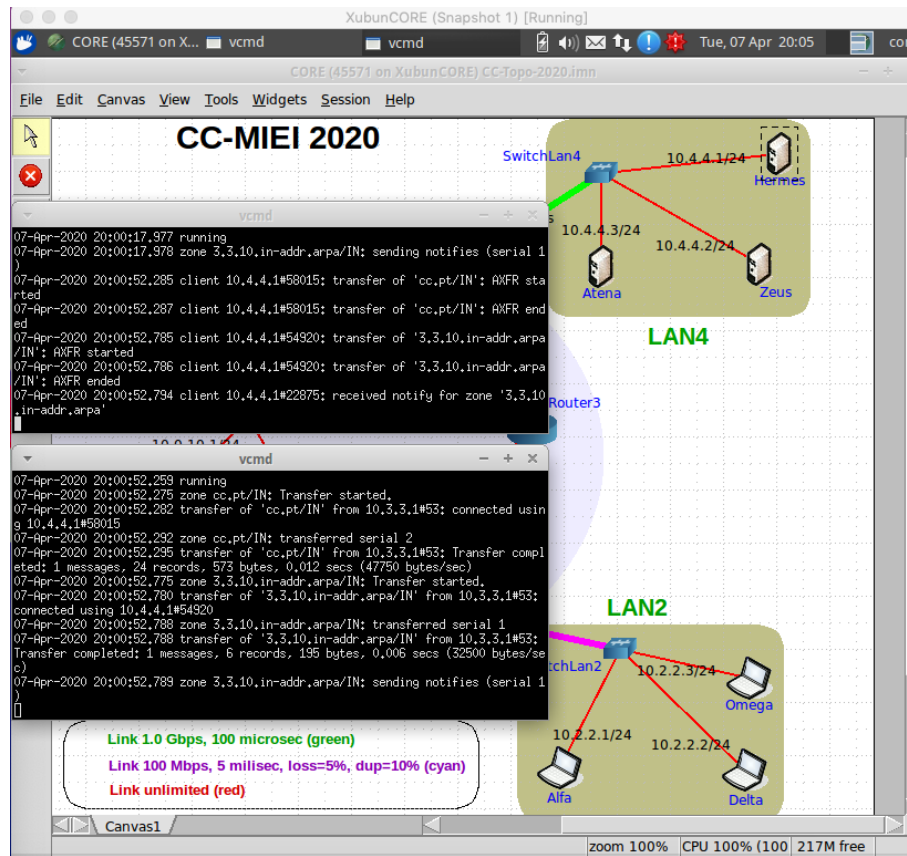 XubunCORE (Snapshot 1) [Running]
CORE (45571 on X... vcmd vcmd Tue, 07 Apr 20:05 cor
CORE (45571 on XubunCORE) CC-Topo-2020.imn
File Edit Canvas View Tools Widgets Session Help
CC-MIEI 2020
SwitchLan4
10.4.4.1/24
Hermes
10.4.4.3/24
10.4.4.2/24
Atena
Zeus
LAN4
vcmd
07-Apr-2020 20:00:17.977 running
07-Apr-2020 20:00:17.978 zone 3.3.10.in-addr.arpa/IN: sending notifies (serial 1
)
07-Apr-2020 20:00:52.285 client 10.4.4.1#58015: transfer of 'cc.pt/IN': AXFR sta
rted
07-Apr-2020 20:00:52.287 client 10.4.4.1#58015: transfer of 'cc.pt/IN': AXFR end
ed
07-Apr-2020 20:00:52.785 client 10.4.4.1#54920: transfer of '3.3.10.in-addr.arpa
/IN': AXFR started
07-Apr-2020 20:00:52.786 client 10.4.4.1#54920: transfer of '3.3.10.in-addr.arpa
/IN': AXFR ended
07-Apr-2020 20:00:52.794 client 10.4.4.1#22875: received notify for zone '3.3.10
.in-addr.arpa'
Router3
vcmd
07-Apr-2020 20:00:52.259 running
07-Apr-2020 20:00:52.275 zone cc.pt/IN: Transfer started.
07-Apr-2020 20:00:52.282 transfer of 'cc.pt/IN' from 10.3.3.1#53: connected usin
g 10.4.4.1#58015
07-Apr-2020 20:00:52.292 zone cc.pt/IN: transferred serial 2
07-Apr-2020 20:00:52.295 transfer of 'cc.pt/IN' from 10.3.3.1#53: Transfer compl
eted: 1 messages, 24 records, 573 bytes, 0.012 secs (47750 bytes/sec)
07-Apr-2020 20:00:52.775 zone 3.3.10.in-addr.arpa/IN: Transfer started.
07-Apr-2020 20:00:52.780 transfer of '3.3.10.in-addr.arpa/IN' from 10.3.3.1#53:
connected using 10.4.4.1#54920
07-Apr-2020 20:00:52.788 zone 3.3.10.in-addr.arpa/IN: transferred serial 1
07-Apr-2020 20:00:52.788 transfer of '3.3.10.in-addr.arpa/IN' from 10.3.3.1#53:
Transfer completed: 1 messages, 6 records, 195 bytes, 0.006 secs (32500 bytes/se
c)
07-Apr-2020 20:00:52.789 zone 3.3.10.in-addr.arpa/IN: sending notifies (serial 1
)
LAN2
tchLan2
10.2.2.3/24
Omega
10.2.2.1/24
10.2.2.2/24
Alfa
Delta
Link 1.0 Gbps, 100 microsec (green)
Link 100 Mbps, 5 milisec, loss=5%, dup=10% (cyan)
Link unlimited (red)
Canvas1
zoom 100% CPU 100% (100 217M free